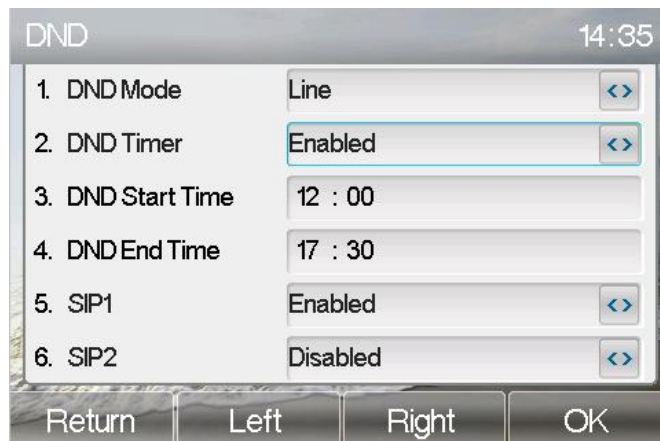 DND 14:35
1. DND Mode Line
2. DND Timer Enabled
3. DND Start Time 12 : 00
4. DND End Time 17 : 30
5. SIP1 Enabled
6. SIP2 Disabled
Return Left Right OK